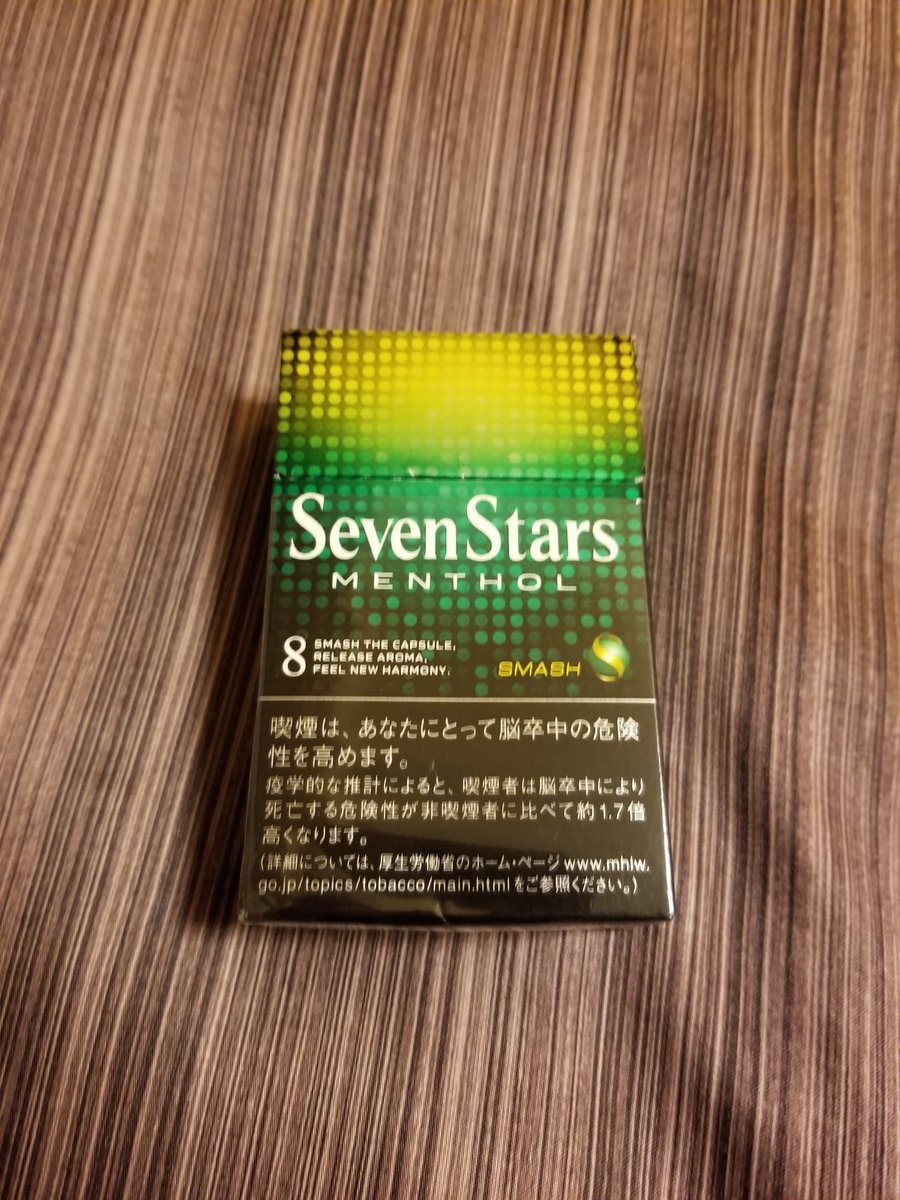 Seven Stars
MENTHOL
8 SMASH THE CAPSULE,
RELEASE AROMA,
FEEL NEW HARMONY.
SMASH
喫煙は、あなたにとって脳卒中の危険
性を高めます。
疫学的な推計によると、喫煙者は脳卒中により
死亡する危険性が非喫煙者に比べて約1.7倍
高くなります。
(詳細については、厚生労働省のホーム・ページ www.mhlw.
go.jp/topics/tobacco/main.html をご参照ください。)